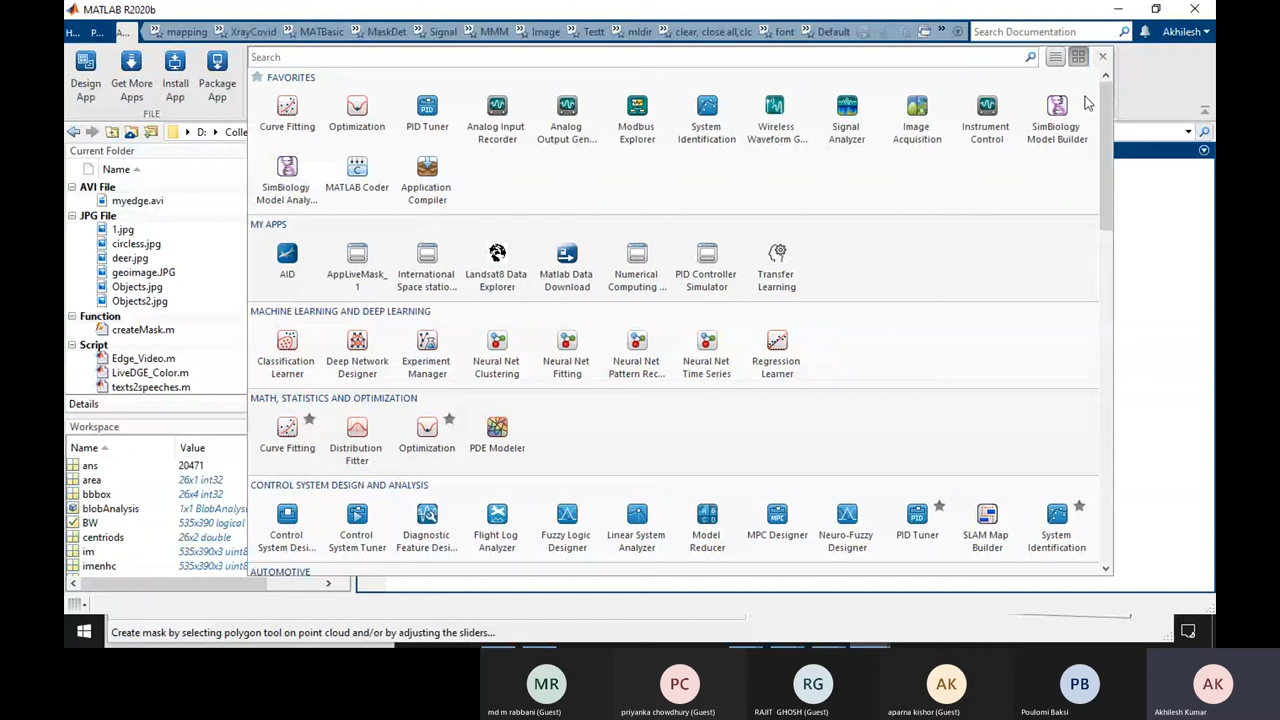 MATLAB R2020b
H... P... A... mapping XrayCovid MATBasic MaskDet Signal MMM Image Testt mldir clear, close all,clc font Default Search Documentation Akhilesh
Design App
Get More Apps
Install App
Package App
FILE
D: Colle
Current Folder
Name
AVI File
myedge.avi
JPG File
1.jpg
circless.jpg
deer.jpg
geoimage.JPG
Objects.jpg
Objects2.jpg
Function
createMask.m
Script
Edge_Video.m
LiveDGE_Color.m
texts2speeches.m
Details
Workspace
Name Value
ans 20471
area 26x1 int32
bbbox 26x4 int32
blobAnalysis 1x1 BlobAnalysi
BW 535x390 logical
centriods 26x2 double
im 535x390x3 uint8
imenhc 535x390x3 uint8
Search
FAVORITES
Curve Fitting
Optimization
PID Tuner
Analog Input Recorder
Analog Output Gen...
Modbus Explorer
System Identification
Wireless Waveform G...
Signal Analyzer
Image Acquisition
Instrument Control
SimBiology Model Builder
SimBiology Model Analy...
MATLAB Coder
Application Compiler
MY APPS
AID
AppLiveMask_1
International Space statio...
Landsat8 Data Explorer
Matlab Data Download
Numerical Computing ...
PID Controller Simulator
Transfer Learning
MACHINE LEARNING AND DEEP LEARNING
Classification Learner
Deep Network Designer
Experiment Manager
Neural Net Clustering
Neural Net Fitting
Neural Net Pattern Rec...
Neural Net Time Series
Regression Learner
MATH, STATISTICS AND OPTIMIZATION
Curve Fitting
Distribution Fitter
Optimization
PDE Modeler
CONTROL SYSTEM DESIGN AND ANALYSIS
Control System Desi...
Control System Tuner
Diagnostic Feature Desi...
Flight Log Analyzer
Fuzzy Logic Designer
Linear System Analyzer
Model Reducer
MPC Designer
Neuro-Fuzzy Designer
PID Tuner
SLAM Map Builder
System Identification
AUTOMOTIVE
Create mask by selecting polygon tool on point cloud and/or by adjusting the sliders...
MR PC RG AK PB AK
md m rabbani (Guest) priyanka chowdhury (Guest) RAJIT GHOSH (Guest) aparna kishor (Guest) Poulomi Baksi Akhilesh Kumar